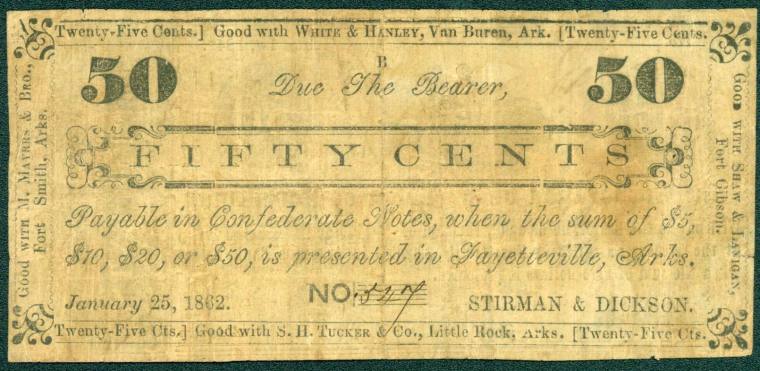 Twenty-Five Cents.] Good with WHITE & HANLEY, Van Buren, Ark. [Twenty-Five Cents.
50 B 50
Due The Bearer,
FIFTY CENTS
Payable in Confederate Notes, when the sum of $5,
$10, $20, or $50, is presented in Fayetteville, Arks.
January 25, 1862. NO. 547 STIRMAN & DICKSON.
Twenty-Five Cts.] Good with S. H. TUCKER & Co., Little Rock, Arks. [Twenty-Five Cts.
Good with M. MAYERS & BRO.,
Fort Smith, Arks.
GOOD WITH SHAW & LANIGAN,
Fort Gibson.